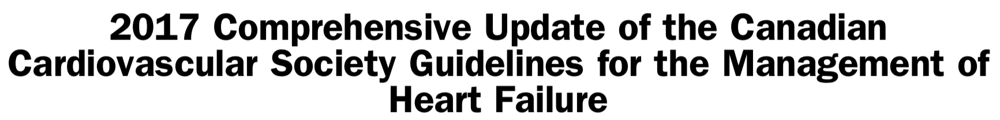 2017 Comprehensive Update of the Canadian
Cardiovascular Society Guidelines for the Management of
Heart Failure